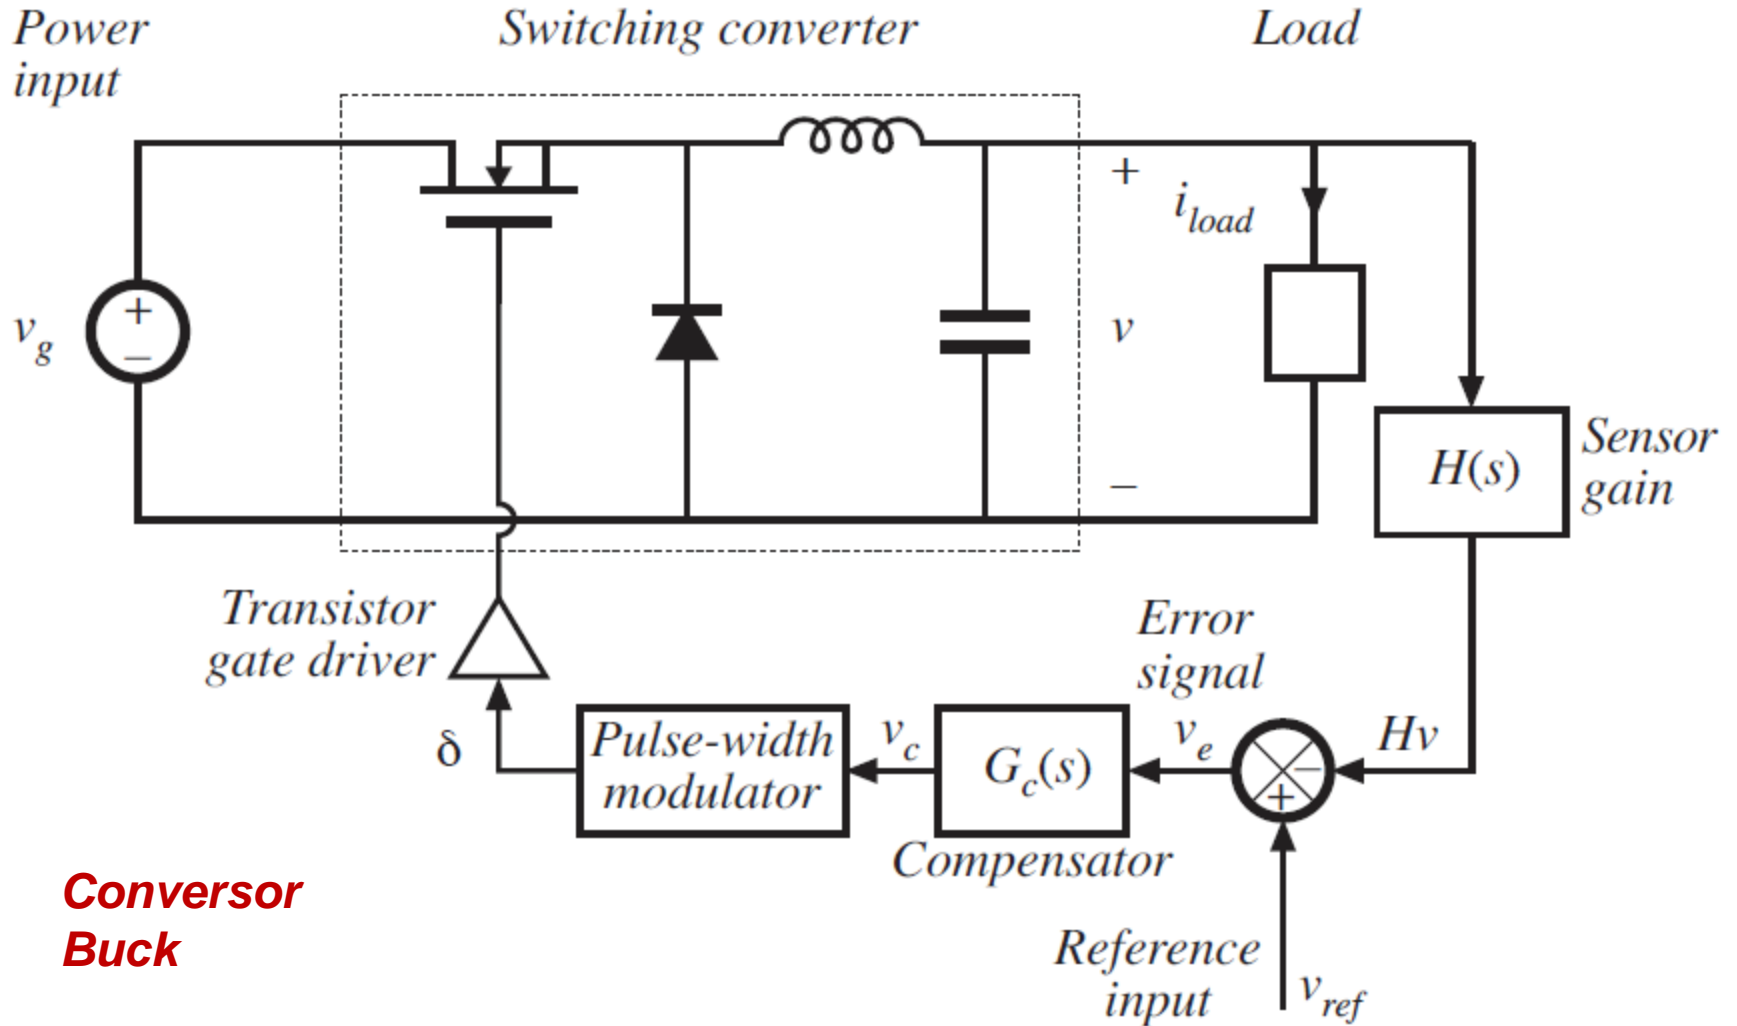 Power
input
Switching converter
Load
+
i_load
v_g
+
–
v
–
H(s)
Sensor
gain
Transistor
gate driver
Error
signal
δ
Pulse-width
modulator
v_c
G_c(s)
v_e
–
+
Hv
Compensator
Conversor
Buck
Reference
input
v_ref